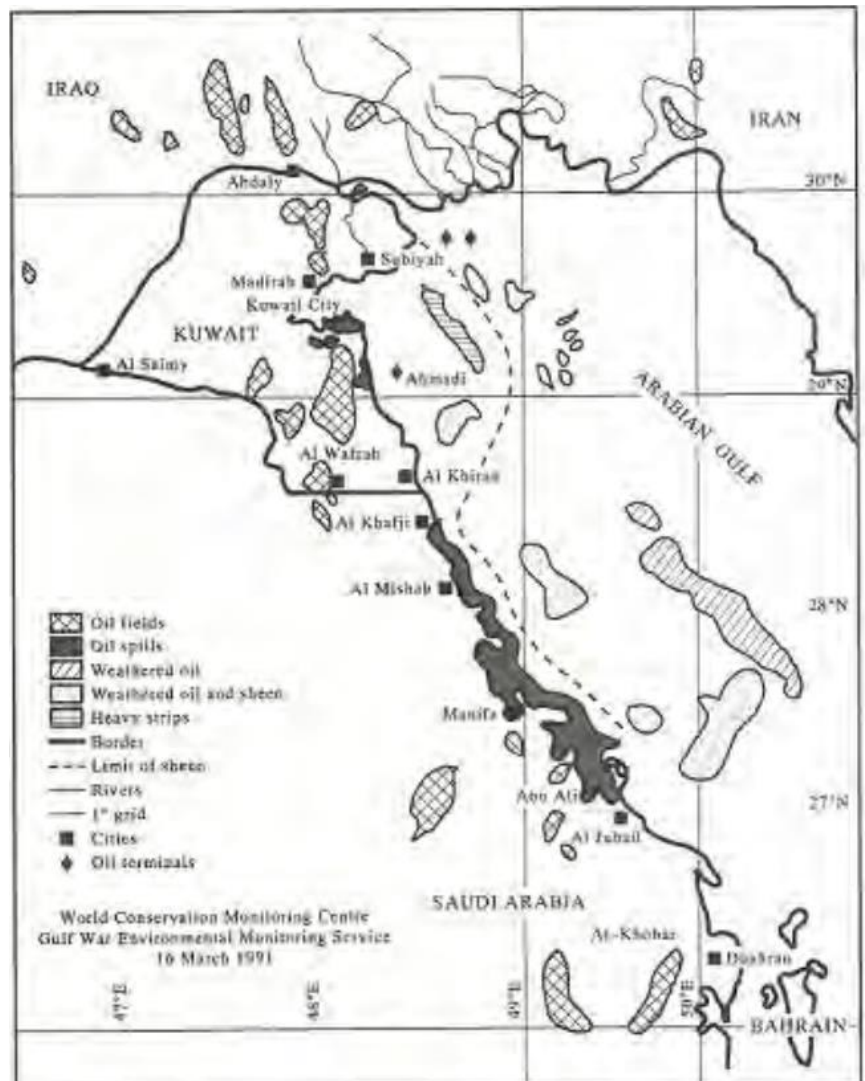 IRAQ
IRAN
Abdaly
30°N
Subiyah
Madirah
Kuwait City
KUWAIT
Al Salmy
Ahmadi
29°N
ARABIAN GULF
Al Wafrah
Al Khiran
Al Khafji
Al Mishab
28°N
Oil fields
Oil spills
Weathered oil
Weathered oil and sheen
Heavy strips
Border
Limit of sheen
Rivers
1° grid
Cities
Oil terminals
Manifa
27°N
Abu Ali
Al Jubail
SAUDI ARABIA
World Conservation Monitoring Centre
Gulf War Environmental Monitoring Service
16 March 1991
At-Khobar
Dhahran
47°E
48°E
49°E
50°E
BAHRAIN